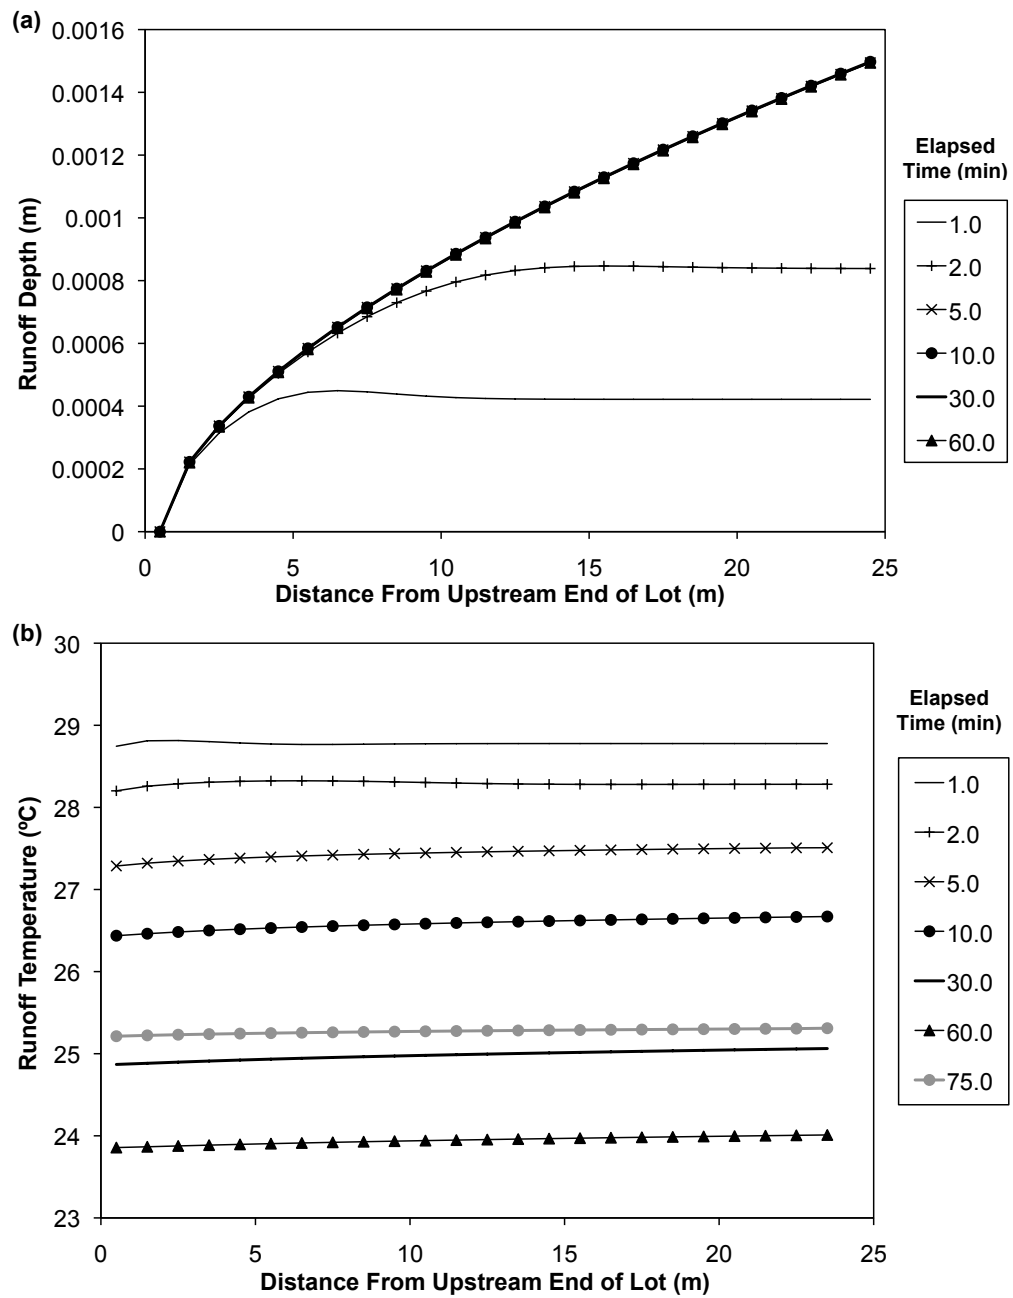 (a)
0.0016
0.0014
0.0012
0.001
0.0008
0.0006
0.0004
0.0002
0
Runoff Depth (m)
0 5 10 15 20 25
Distance From Upstream End of Lot (m)
Elapsed
Time (min)
1.0
2.0
5.0
10.0
30.0
60.0
(b)
30
29
28
27
26
25
24
23
Runoff Temperature (ºC)
0 5 10 15 20 25
Distance From Upstream End of Lot (m)
Elapsed
Time (min)
1.0
2.0
5.0
10.0
30.0
60.0
75.0